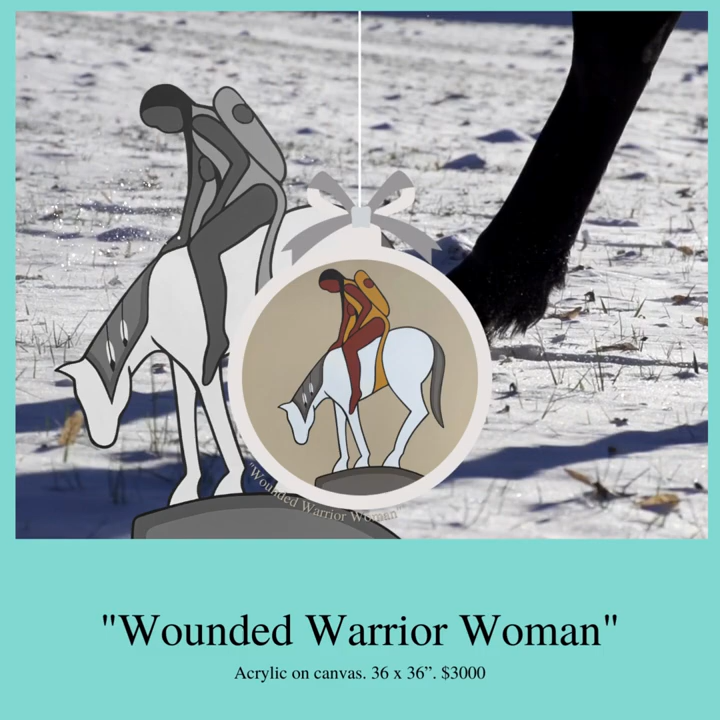 "Wounded Warrior Woman"
"Wounded Warrior Woman"
Acrylic on canvas. 36 x 36”. $3000